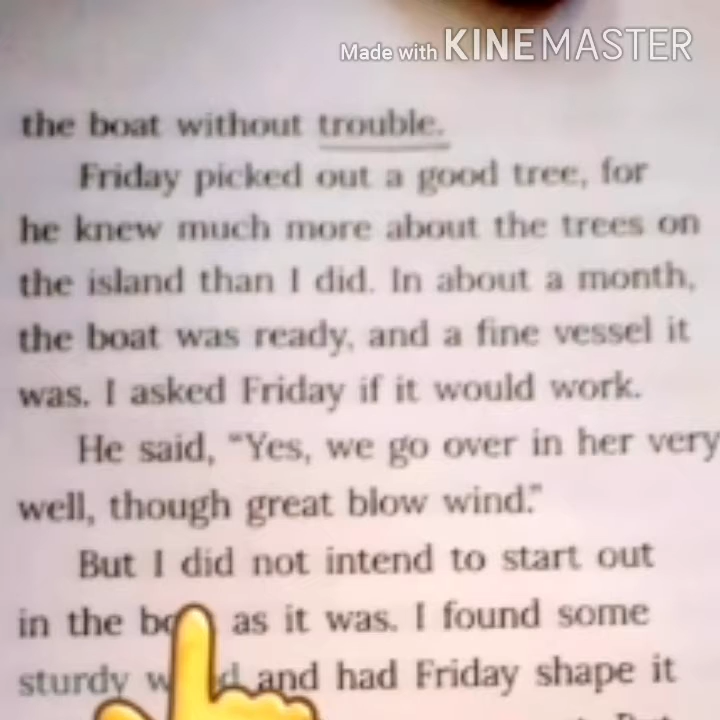 Made with KINEMASTER
the boat without trouble.
Friday picked out a good tree, for
he knew much more about the trees on
the island than I did. In about a month,
the boat was ready, and a fine vessel it
was. I asked Friday if it would work.
He said, "Yes, we go over in her very
well, though great blow wind."
But I did not intend to start out
in the as it was. I found some
sturdy and had Friday shape it